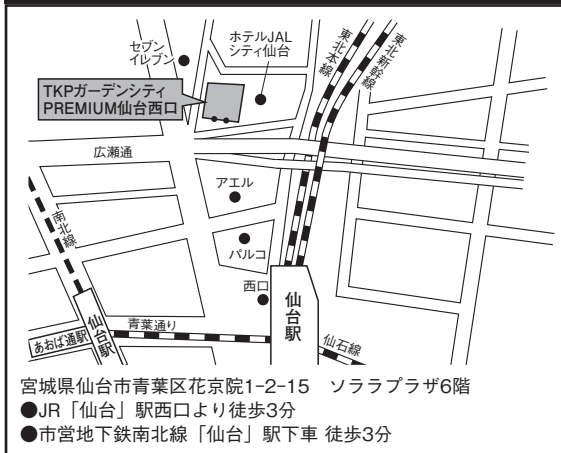 セブン
イレブン
ホテルJAL
シティ仙台
東北本線
東北新幹線
TKPガーデンシティ
PREMIUM仙台西口
広瀬通
アエル
南北線
パルコ
西口
仙台駅
仙台駅
青葉通り
あおば通駅
仙石線
宮城県仙台市青葉区花京院1-2-15　ソララプラザ6階
●JR「仙台」駅西口より徒歩3分
●市営地下鉄南北線「仙台」駅下車 徒歩3分